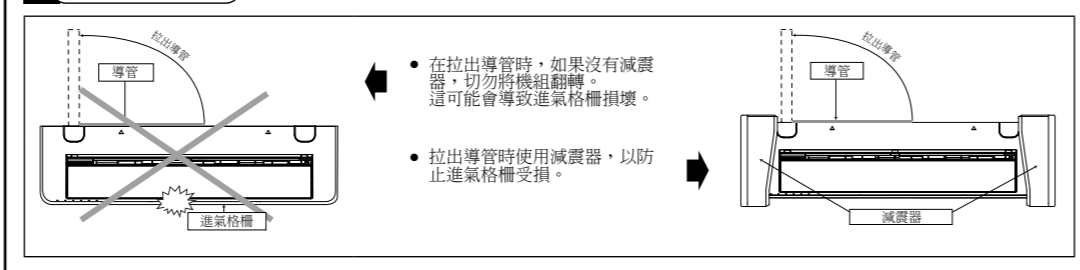 拉出導管
導管
進氣格柵
● 在拉出導管時，如果沒有減震
器，切勿將機組翻轉。
這可能會導致進氣格柵損壞。
● 拉出導管時使用減震器，以防
止進氣格柵受損。
拉出導管
導管
減震器